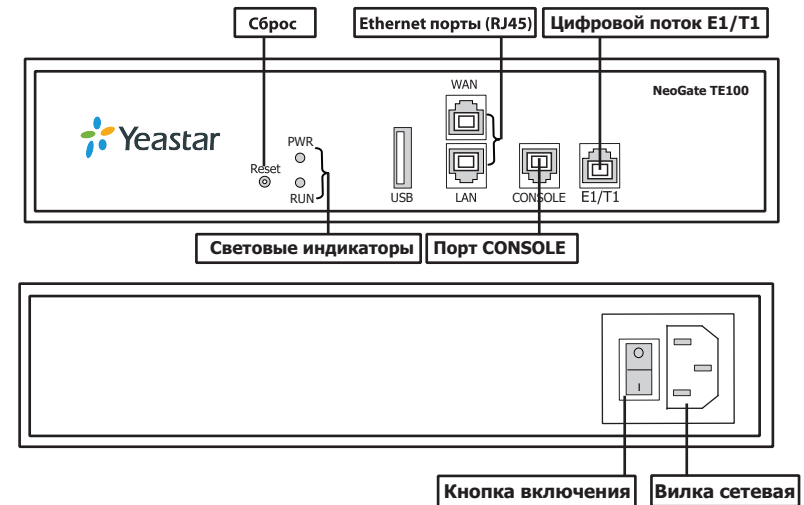 Сброс
Ethernet порты (RJ45)
Цифровой поток E1/T1
WAN
NeoGate TE100
Yeastar
PWR
Reset
RUN
USB
LAN
CONSOLE
E1/T1
Световые индикаторы
Порт CONSOLE
Кнопка включения
Вилка сетевая